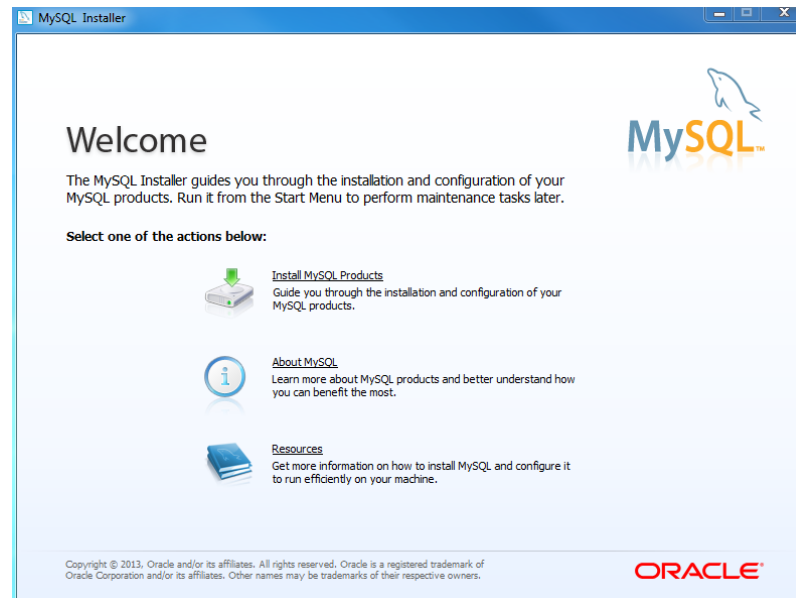 MySQL Installer
MySQL™
Welcome
The MySQL Installer guides you through the installation and configuration of your
MySQL products. Run it from the Start Menu to perform maintenance tasks later.
Select one of the actions below:
Install MySQL Products
Guide you through the installation and configuration of your
MySQL products.
About MySQL
Learn more about MySQL products and better understand how
you can benefit the most.
Resources
Get more information on how to install MySQL and configure it
to run efficiently on your machine.
Copyright © 2013, Oracle and/or its affiliates. All rights reserved. Oracle is a registered trademark of
Oracle Corporation and/or its affiliates. Other names may be trademarks of their respective owners.
ORACLE®